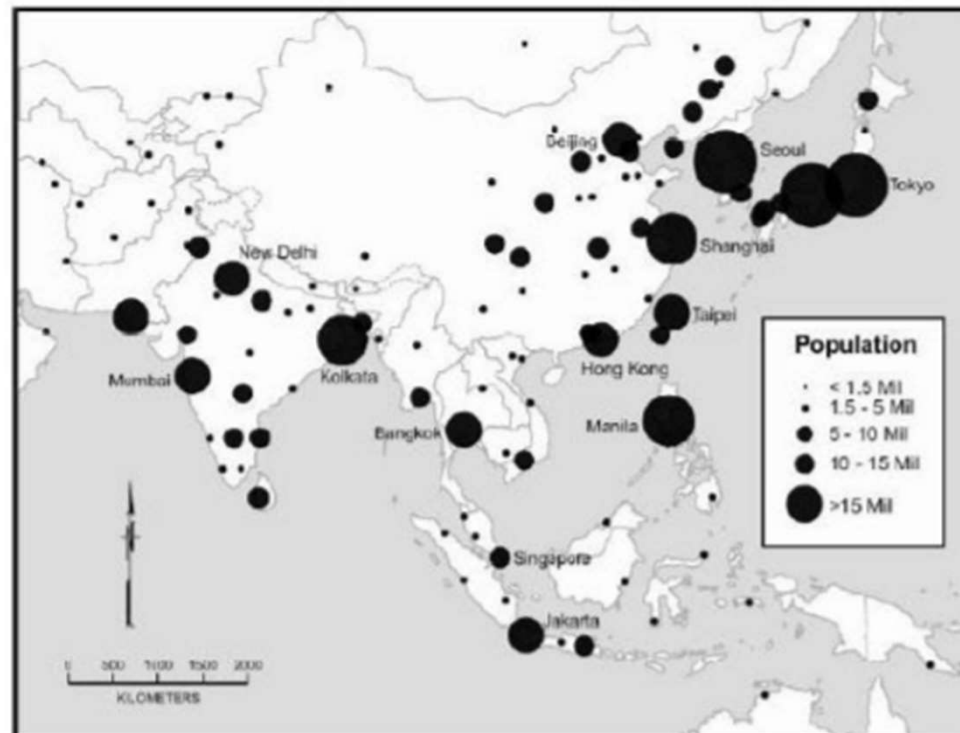 Beijing
Seoul
Tokyo
New Delhi
Shanghai
Taipei
Mumbai
Kolkata
Hong Kong
Bangkok
Manila
Singapore
Jakarta
Population
< 1.5 Mil
1.5 - 5 Mil
5 - 10 Mil
10 - 15 Mil
>15 Mil
0 500 1000 1500 2000
KILOMETERS